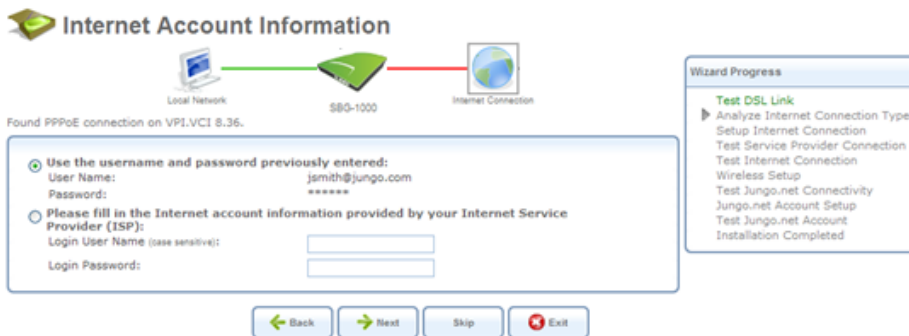 Internet Account Information
Local Network
SBG-1000
Internet Connection
Found PPPoE connection on VPI.VCI 8.36.
Use the username and password previously entered:
User Name: jsmith@jungo.com
Password: ******
Please fill in the Internet account information provided by your Internet Service
Provider (ISP):
Login User Name (case sensitive):
Login Password:
Back
Next
Skip
Exit
Wizard Progress
Test DSL Link
Analyze Internet Connection Type
Setup Internet Connection
Test Service Provider Connection
Test Internet Connection
Wireless Setup
Test Jungo.net Connectivity
Jungo.net Account Setup
Test Jungo.net Account
Installation Completed